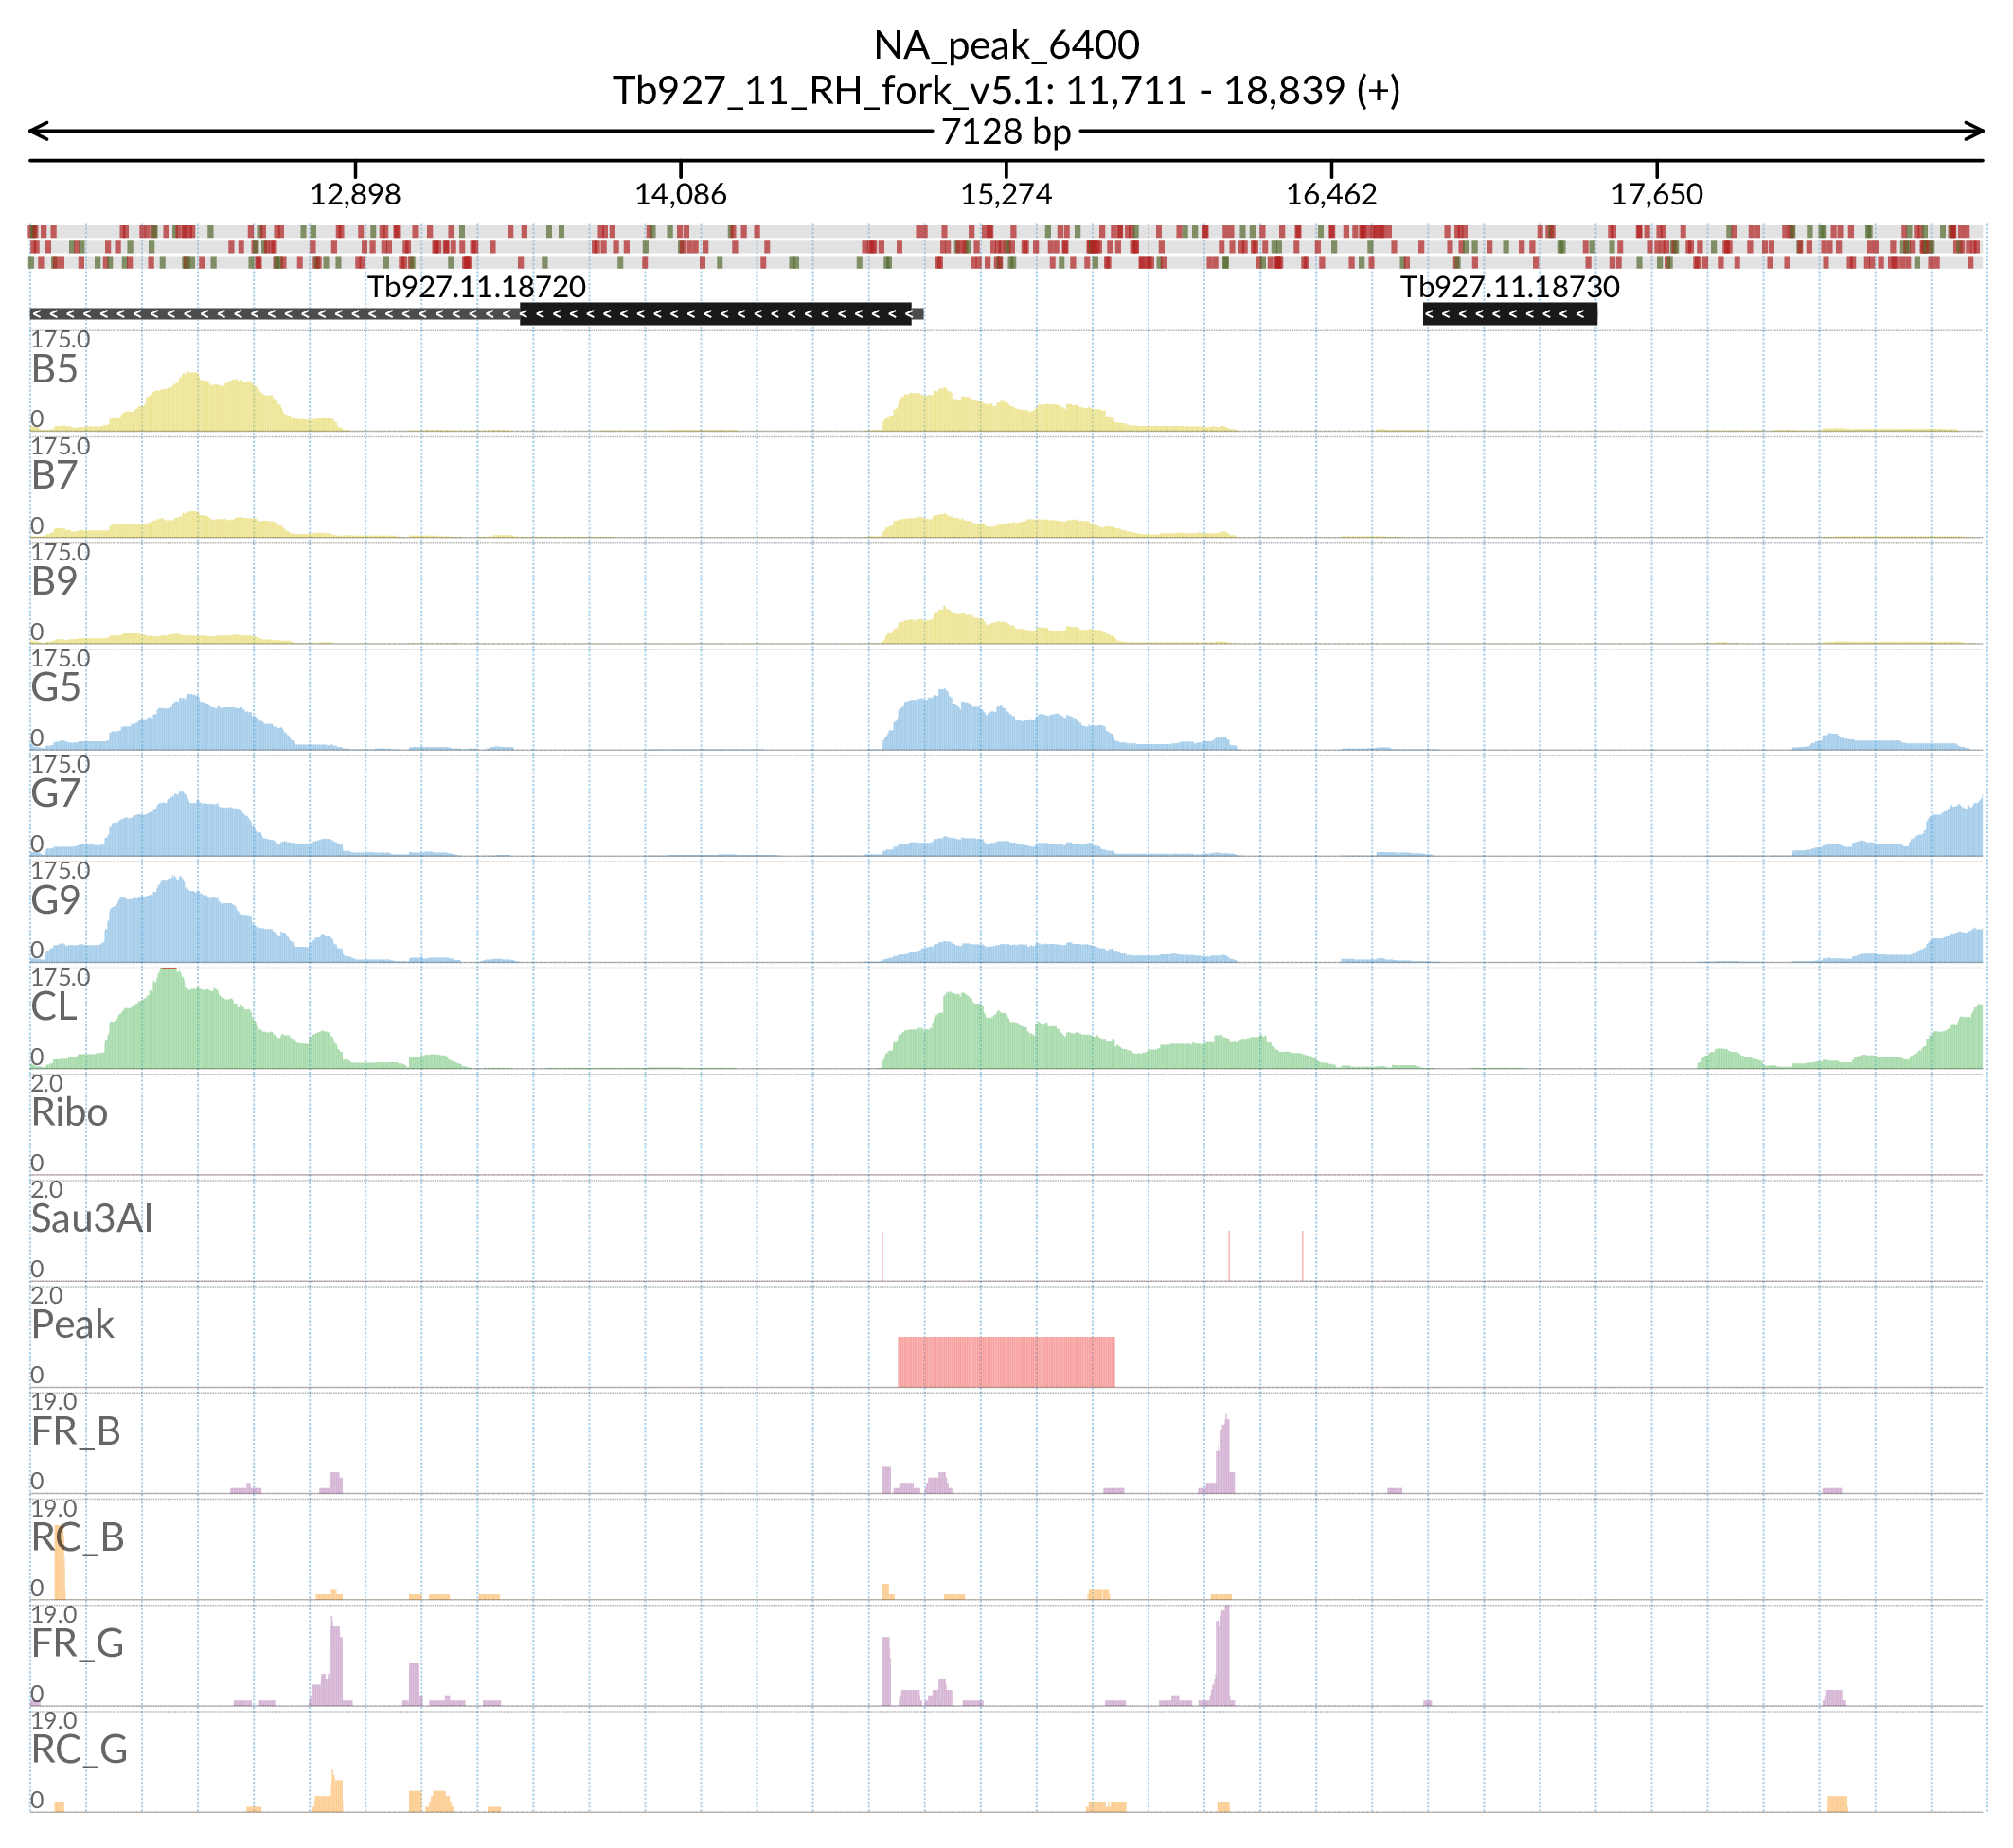 NA_peak_6400
Tb927_11_RH_fork_v5.1: 11,711 - 18,839 (+)
7128 bp
12,898 14,086 15,274 16,462 17,650
Tb927.11.18720 Tb927.11.18730
175.0
B5
0
175.0
B7
0
175.0
B9
0
175.0
G5
0
175.0
G7
0
175.0
G9
0
175.0
CL
0
2.0
Ribo
0
2.0
Sau3AI
0
2.0
Peak
0
19.0
FR_B
0
19.0
RC_B
0
19.0
FR_G
0
19.0
RC_G
0